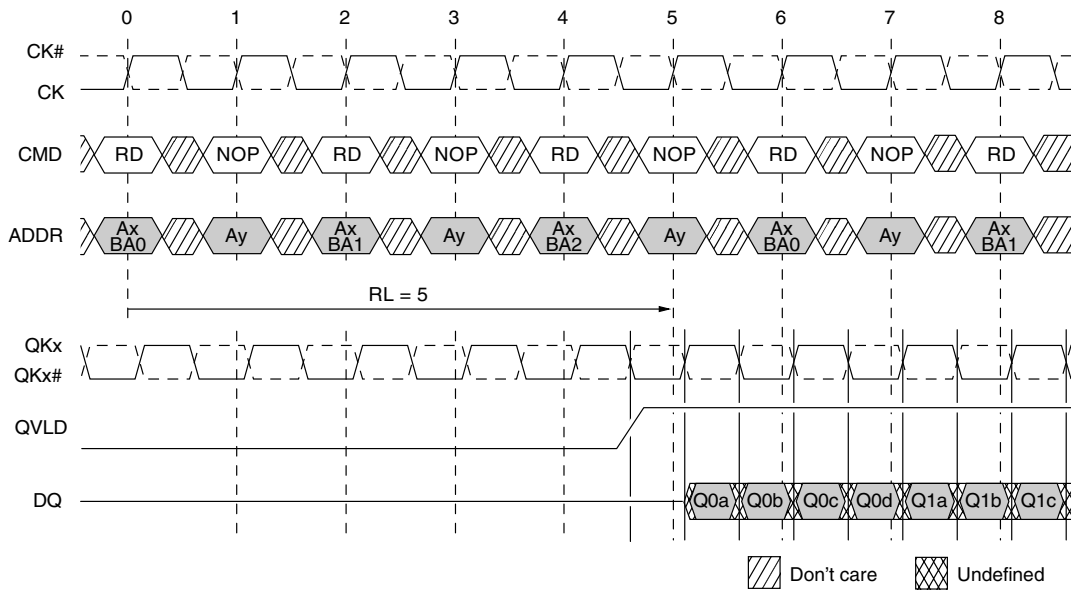 0 1 2 3 4 5 6 7 8
CK#
CK
CMD RD NOP RD NOP RD NOP RD NOP RD
ADDR Ax BA0 Ay Ax BA1 Ay Ax BA2 Ay Ax BA0 Ay Ax BA1
RL = 5
QKx
QKx#
QVLD
DQ Q0a Q0b Q0c Q0d Q1a Q1b Q1c
Don't care Undefined